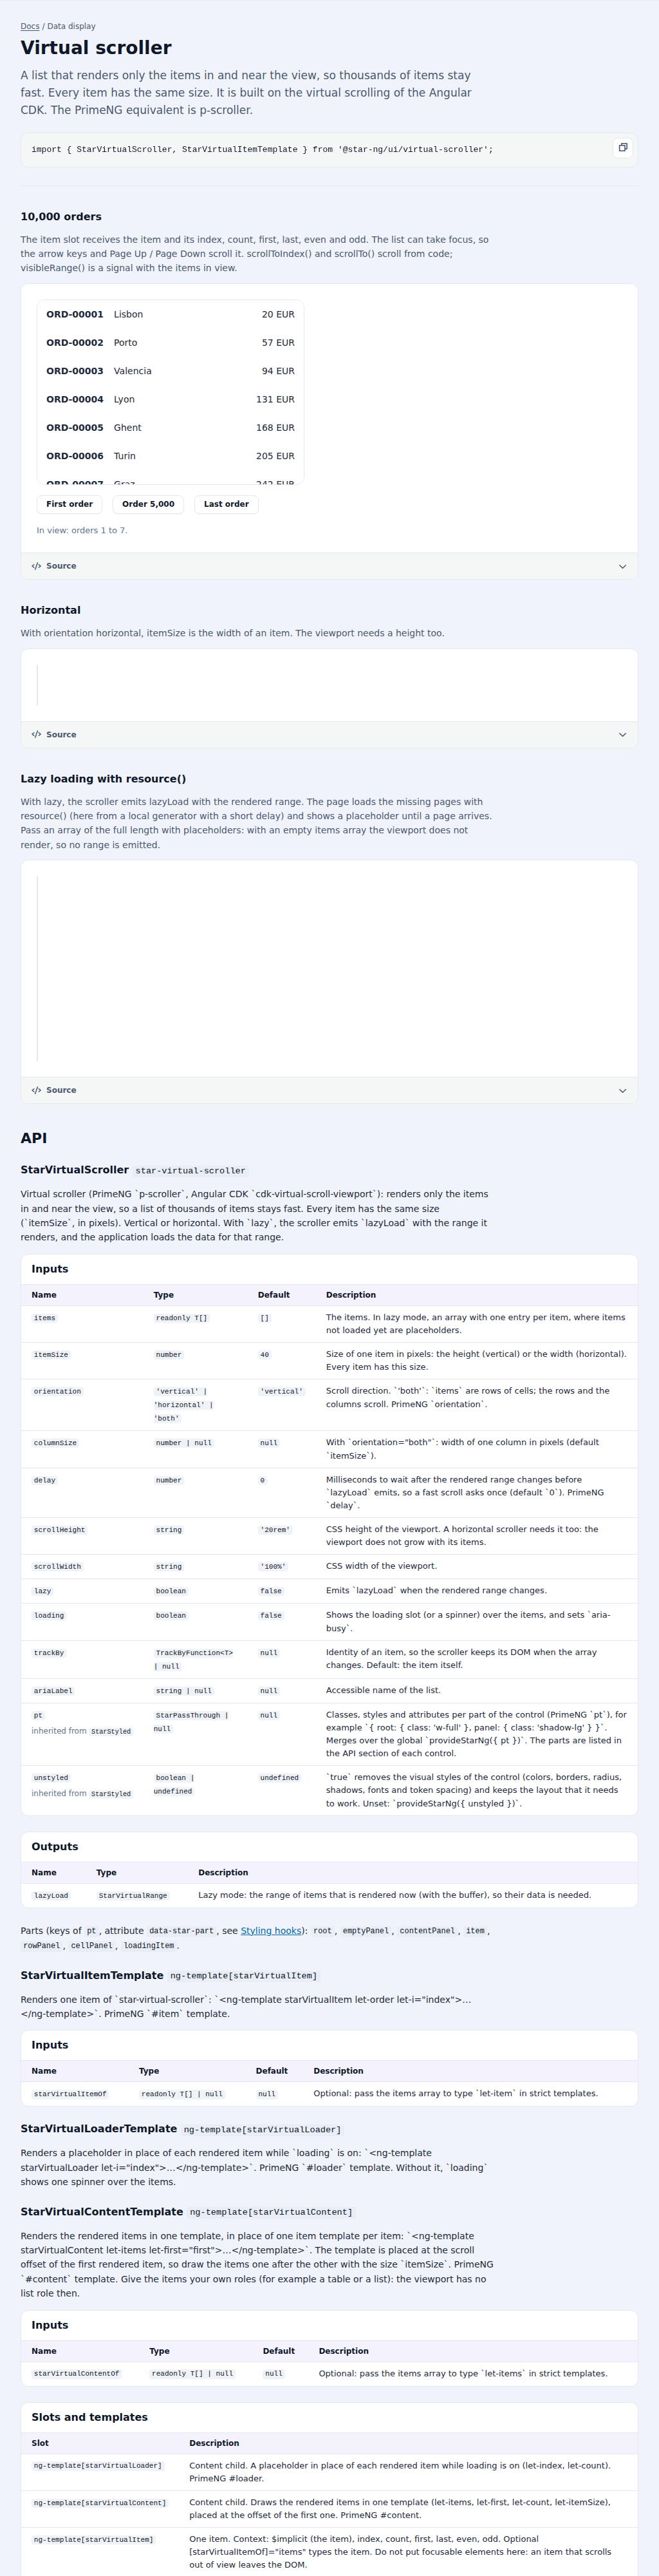 Docs / Data display
Virtual scroller
A list that renders only the items in and near the view, so thousands of items stay
fast. Every item has the same size. It is built on the virtual scrolling of the Angular
CDK. The PrimeNG equivalent is p-scroller.
import { StarVirtualScroller, StarVirtualItemTemplate } from '@star-ng/ui/virtual-scroller';
10,000 orders
The item slot receives the item and its index, count, first, last, even and odd. The list can take focus, so
the arrow keys and Page Up / Page Down scroll it. scrollToIndex() and scrollTo() scroll from code;
visibleRange() is a signal with the items in view.
ORD-00001 Lisbon 20 EUR
ORD-00002 Porto 57 EUR
ORD-00003 Valencia 94 EUR
ORD-00004 Lyon 131 EUR
ORD-00005 Ghent 168 EUR
ORD-00006 Turin 205 EUR
ORD-00007 Graz 242 EUR
First order Order 5,000 Last order
In view: orders 1 to 7.
Source
Horizontal
With orientation horizontal, itemSize is the width of an item. The viewport needs a height too.
Source
Lazy loading with resource()
With lazy, the scroller emits lazyLoad with the rendered range. The page loads the missing pages with
resource() (here from a local generator with a short delay) and shows a placeholder until a page arrives.
Pass an array of the full length with placeholders: with an empty items array the viewport does not
render, so no range is emitted.
Source
API
StarVirtualScroller star-virtual-scroller
Virtual scroller (PrimeNG `p-scroller`, Angular CDK `cdk-virtual-scroll-viewport`): renders only the items
in and near the view, so a list of thousands of items stays fast. Every item has the same size
(`itemSize`, in pixels). Vertical or horizontal. With `lazy`, the scroller emits `lazyLoad` with the range it
renders, and the application loads the data for that range.
Inputs
Name Type Default Description
items readonly T[] [] The items. In lazy mode, an array with one entry per item, where items
not loaded yet are placeholders.
itemSize number 40 Size of one item in pixels: the height (vertical) or the width (horizontal).
Every item has this size.
orientation 'vertical' | 'vertical' Scroll direction. `'both'`: `items` are rows of cells; the rows and the
'horizontal' | columns scroll. PrimeNG `orientation`.
'both'
columnSize number | null null With `orientation="both"`: width of one column in pixels (default
`itemSize`).
delay number 0 Milliseconds to wait after the rendered range changes before
`lazyLoad` emits, so a fast scroll asks once (default `0`). PrimeNG
`delay`.
scrollHeight string '20rem' CSS height of the viewport. A horizontal scroller needs it too: the
viewport does not grow with its items.
scrollWidth string '100%' CSS width of the viewport.
lazy boolean false Emits `lazyLoad` when the rendered range changes.
loading boolean false Shows the loading slot (or a spinner) over the items, and sets `aria-
busy`.
trackBy TrackByFunction<T> null Identity of an item, so the scroller keeps its DOM when the array
| null changes. Default: the item itself.
ariaLabel string | null null Accessible name of the list.
pt StarPassThrough | null Classes, styles and attributes per part of the control (PrimeNG `pt`), for
inherited from StarStyled null example `{ root: { class: 'w-full' }, panel: { class: 'shadow-lg' } }`.
Merges over the global `provideStarNg({ pt })`. The parts are listed in
the API section of each control.
unstyled boolean | undefined `true` removes the visual styles of the control (colors, borders, radius,
inherited from StarStyled undefined shadows, fonts and token spacing) and keeps the layout that it needs
to work. Unset: `provideStarNg({ unstyled })`.
Outputs
Name Type Description
lazyLoad StarVirtualRange Lazy mode: the range of items that is rendered now (with the buffer), so their data is needed.
Parts (keys of pt, attribute data-star-part, see Styling hooks): root, emptyPanel, contentPanel, item,
rowPanel, cellPanel, loadingItem.
StarVirtualItemTemplate ng-template[starVirtualItem]
Renders one item of `star-virtual-scroller`: `<ng-template starVirtualItem let-order let-i="index">…
</ng-template>`. PrimeNG `#item` template.
Inputs
Name Type Default Description
starVirtualItemOf readonly T[] | null null Optional: pass the items array to type `let-item` in strict templates.
StarVirtualLoaderTemplate ng-template[starVirtualLoader]
Renders a placeholder in place of each rendered item while `loading` is on: `<ng-template
starVirtualLoader let-i="index">…</ng-template>`. PrimeNG `#loader` template. Without it, `loading`
shows one spinner over the items.
StarVirtualContentTemplate ng-template[starVirtualContent]
Renders the rendered items in one template, in place of one item template per item: `<ng-template
starVirtualContent let-items let-first="first">…</ng-template>`. The template is placed at the scroll
offset of the first rendered item, so draw the items one after the other with the size `itemSize`. PrimeNG
`#content` template. Give the items your own roles (for example a table or a list): the viewport has no
list role then.
Inputs
Name Type Default Description
starVirtualContentOf readonly T[] | null null Optional: pass the items array to type `let-items` in strict templates.
Slots and templates
Slot Description
ng-template[starVirtualLoader] Content child. A placeholder in place of each rendered item while loading is on (let-index, let-count).
PrimeNG #loader.
ng-template[starVirtualContent] Content child. Draws the rendered items in one template (let-items, let-first, let-count, let-itemSize),
placed at the offset of the first one. PrimeNG #content.
ng-template[starVirtualItem] One item. Context: $implicit (the item), index, count, first, last, even, odd. Optional
[starVirtualItemOf]="items" types the item. Do not put focusable elements here: an item that scrolls
out of view leaves the DOM.